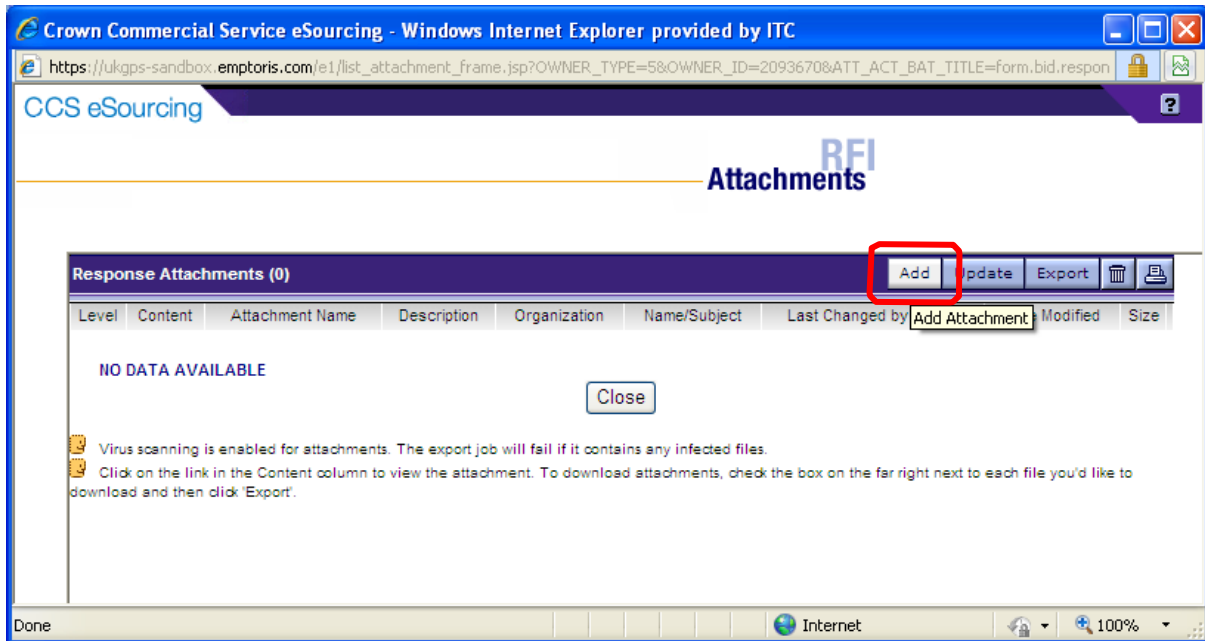 Crown Commercial Service eSourcing - Windows Internet Explorer provided by ITC
https://ukgps-sandbox.emptoris.com/e1/list_attachment_frame.jsp?OWNER_TYPE=5&OWNER_ID=2093670&ATT_ACT_BAT_TITLE=form.bid.respon
CCS eSourcing
?
RFI
Attachments
Response Attachments (0) Add Update Export
Level Content Attachment Name Description Organization Name/Subject Last Changed by Modified Size
Add Attachment
NO DATA AVAILABLE
Close
Virus scanning is enabled for attachments. The export job will fail if it contains any infected files.
Click on the link in the Content column to view the attachment. To download attachments, check the box on the far right next to each file you'd like to
download and then click 'Export'.
Done Internet 100%